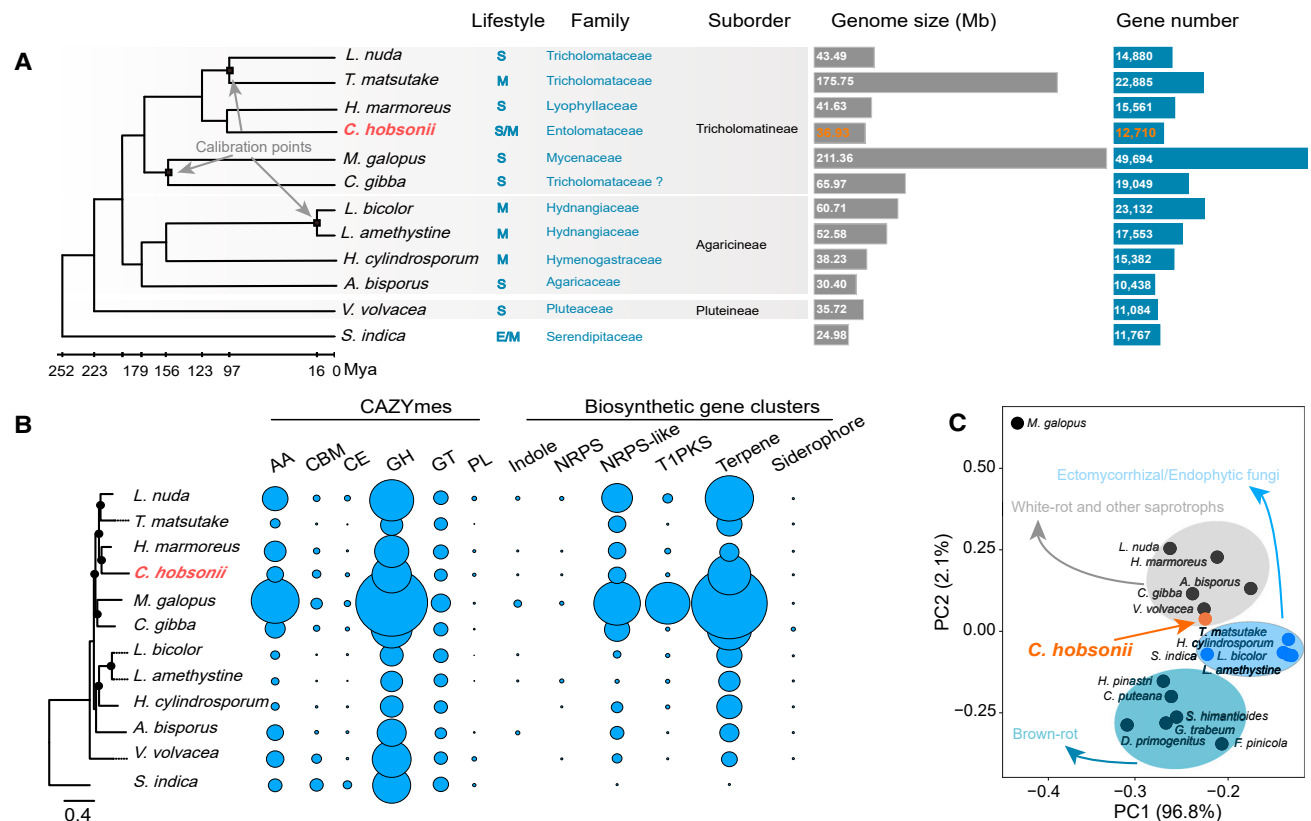 A
Lifestyle Family Suborder Genome size (Mb) Gene number
L. nuda S Tricholomataceae 43.49 14,880
T. matsutake M Tricholomataceae 175.75 22,885
H. marmoreus S Lyophyllaceae 41.63 15,561
C. hobsonii S/M Entolomataceae 12,710
Tricholomatineae
Calibration points
M. galopus S Mycenaceae 211.36 49,694
C. gibba S Tricholomataceae ? 65.97 19,049
L. bicolor M Hydnangiaceae 60.71 23,132
L. amethystine M Hydnangiaceae 52.58 17,553
Agaricineae
H. cylindrosporum M Hymenogastraceae 38.23 15,382
A. bisporus S Agaricaceae 30.40 10,438
V. volvacea S Pluteaceae Pluteineae 35.72 11,084
S. indica E/M Serendipitaceae 24.98 11,767
252 223 179 156 123 97 16 0 Mya
B
CAZYmes Biosynthetic gene clusters
AA CBM CE GH GT PL Indole NRPS NRPS-like T1PKS Terpene Siderophore
L. nuda
T. matsutake
H. marmoreus
C. hobsonii
M. galopus
C. gibba
L. bicolor
L. amethystine
H. cylindrosporum
A. bisporus
V. volvacea
S. indica
0.4
C
M. galopus
Ectomycorrhizal/Endophytic fungi
White-rot and other saprotrophs
L. nuda
H. marmoreus
A. bisporus
C. gibba
V. volvacea
C. hobsonii
T. matsutake
H. cylindrosporum
S. indica L. bicolor
L. amethystine
H. pinastri
C. puteana
S. himantioides
G. trabeum
D. primogenitus F. pinicola
Brown-rot
0.50
0.25
0.00
−0.25
PC2 (2.1%)
−0.4 −0.3 −0.2
PC1 (96.8%)